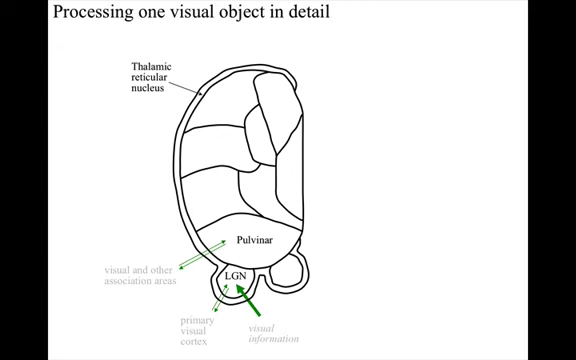 Processing one visual object in detail
Thalamic
reticular
nucleus
Pulvinar
visual and other
association areas
LGN
primary
visual
cortex
visual
information